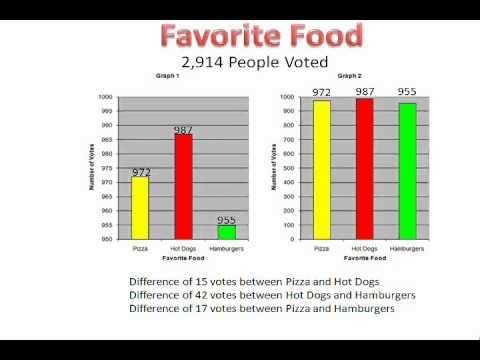 Favorite Food
2,914 People Voted
Graph 1
1000
995
990
985
980
975
970
965
960
955
950
Number of Votes
972
987
955
Pizza
Hot Dogs
Hamburgers
Favorite Food
Graph 2
1000
900
800
700
600
500
400
300
200
100
0
Number of Votes
972
987
955
Pizza
Hot Dogs
Hamburgers
Favorite Food
Difference of 15 votes between Pizza and Hot Dogs
Difference of 42 votes between Hot Dogs and Hamburgers
Difference of 17 votes between Pizza and Hamburgers